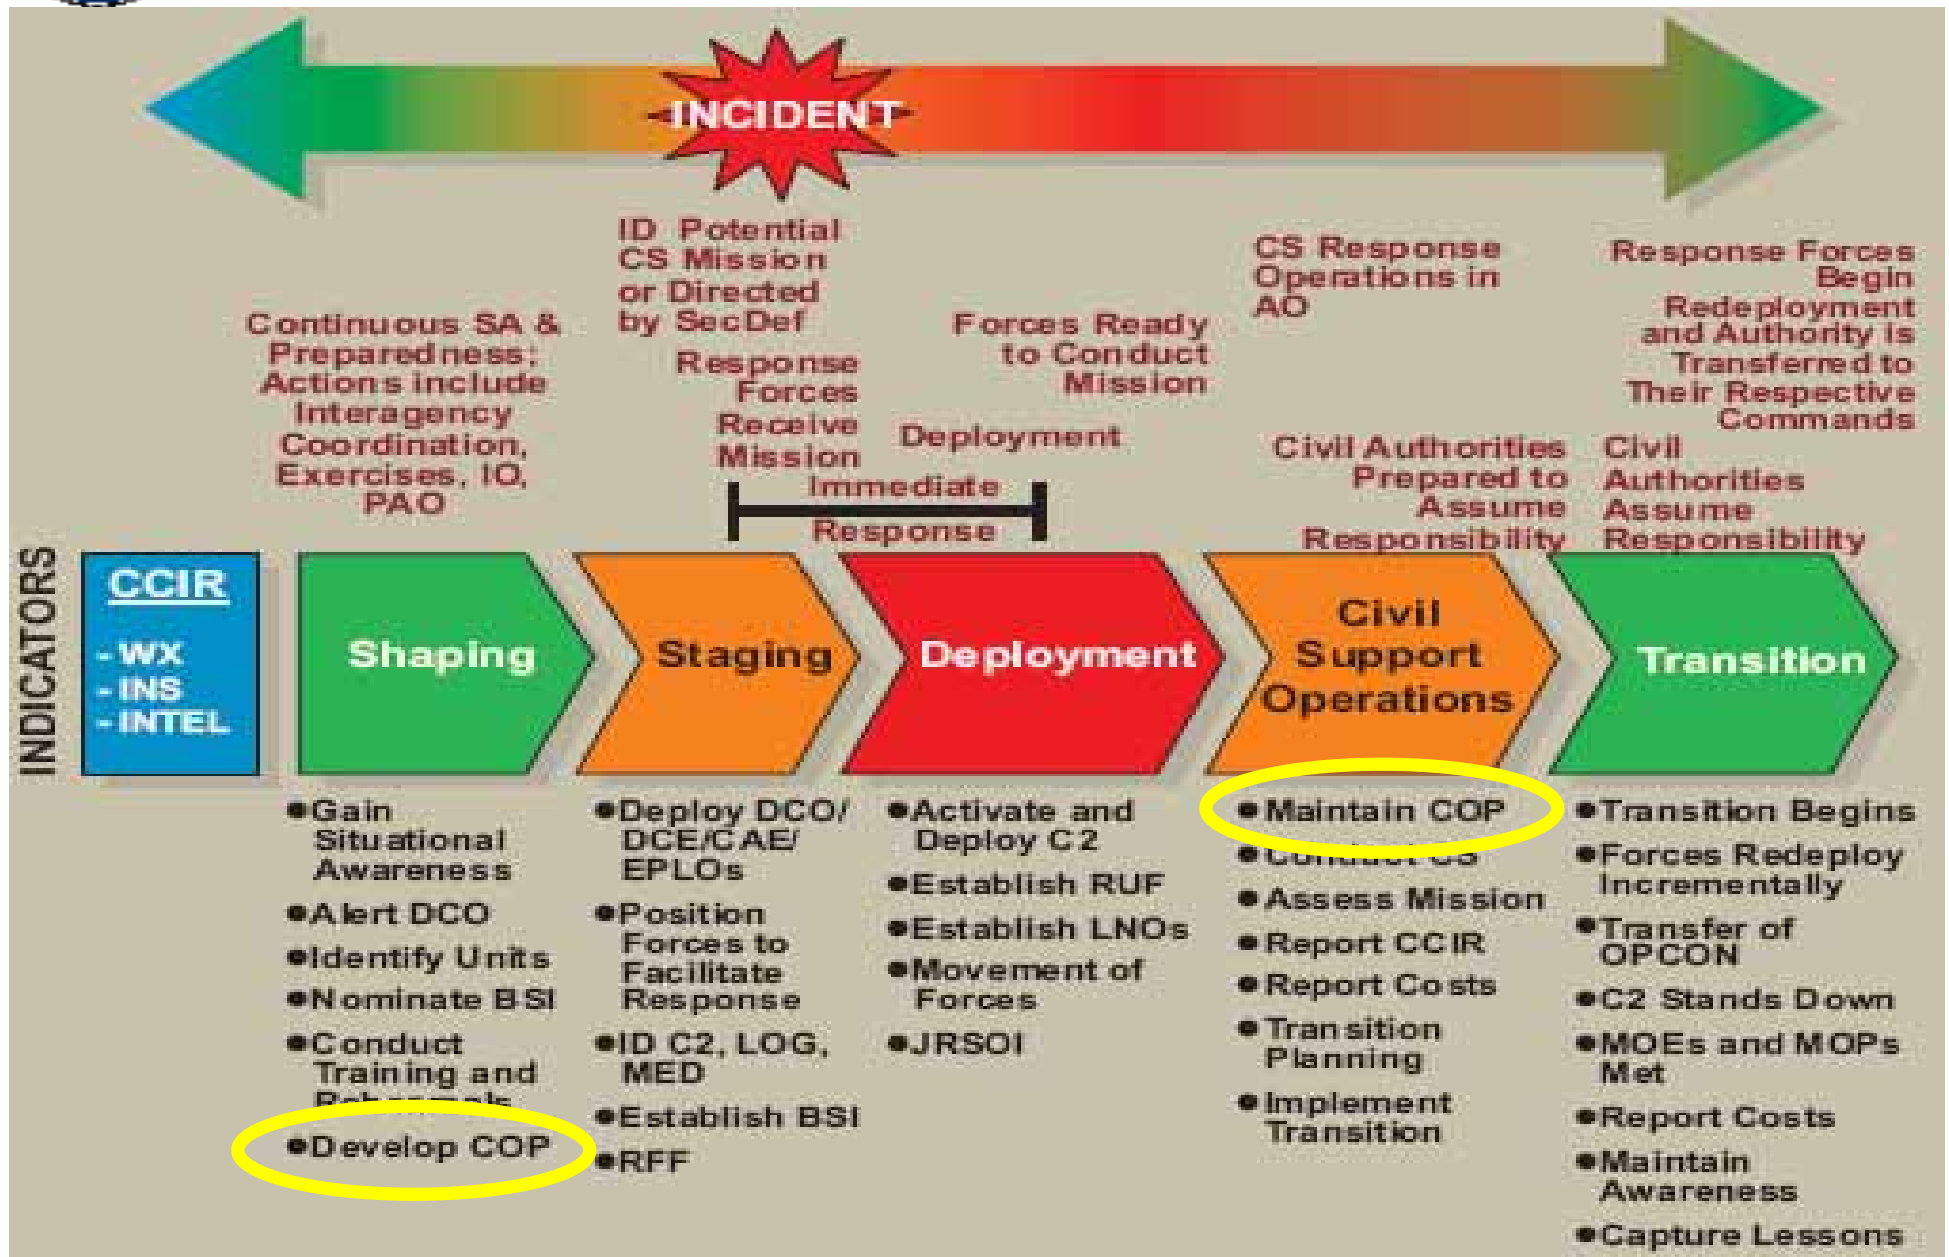 INCIDENT
Continuous SA &
Preparedness;
Actions include
Interagency
Coordination,
Exercises, IO,
PAO
ID Potential
CS Mission
or Directed
by SecDef
Response
Forces
Receive
Mission
Forces Ready
to Conduct
Mission
Deployment
Immediate
Response
CS Response
Operations in
AO
Civil Authorities
Prepared to
Assume
Responsibility
Response Forces
Begin
Redeployment
and Authority is
Transferred to
Their Respective
Commands
Civil
Authorities
Assume
Responsibility
INDICATORS
CCIR
- WX
- INS
- INTEL
Shaping
Staging
Deployment
Civil
Support
Operations
Transition
•Gain
Situational
Awareness
•Alert DCO
•Identify Units
•Nominate BSI
•Conduct
Training and
Rehearsals
•Develop COP
•Deploy DCO/
DCE/CAE/
EPLOs
•Position
Forces to
Facilitate
Response
•ID C2, LOG,
MED
•Establish BSI
•RFF
•Activate and
Deploy C2
•Establish RUF
•Establish LNOs
•Movement of
Forces
•JRSOI
•Maintain COP
•Conduct CS
•Assess Mission
•Report CCIR
•Report Costs
•Transition
Planning
•Implement
Transition
•Transition Begins
•Forces Redeploy
Incrementally
•Transfer of
OPCON
•C2 Stands Down
•MOEs and MOPs
Met
•Report Costs
•Maintain
Awareness
•Capture Lessons